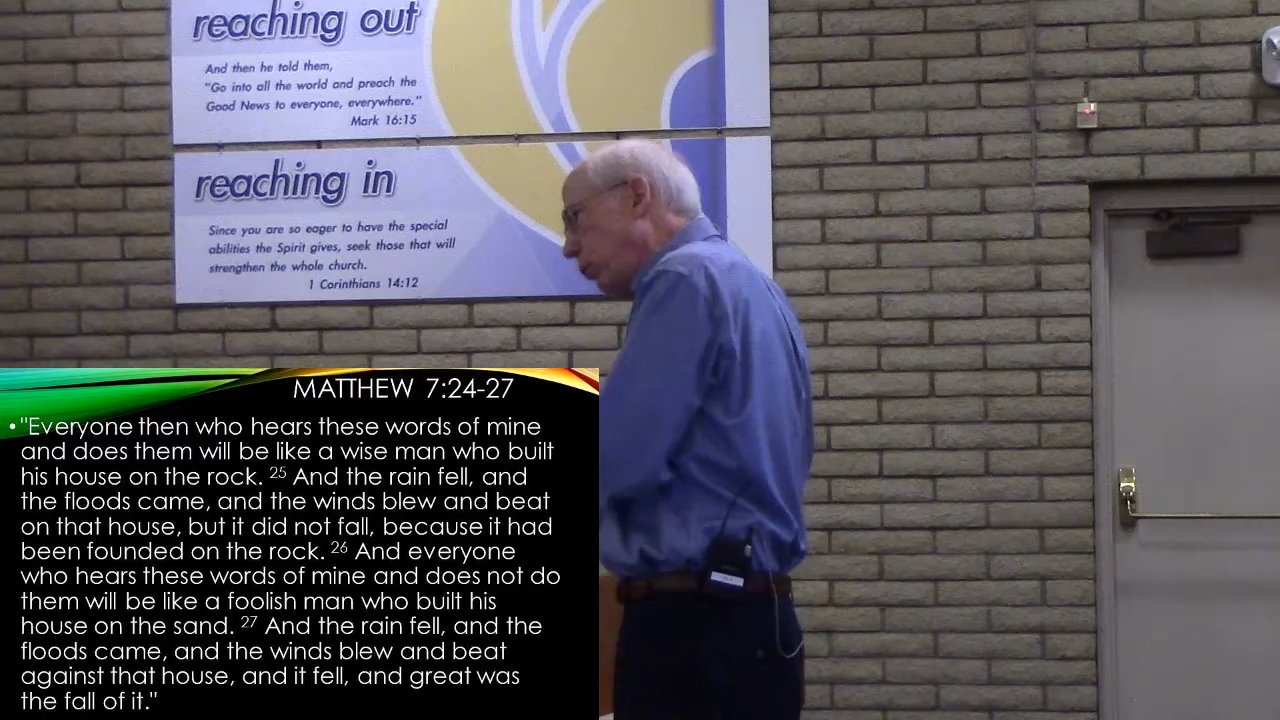 reaching out
And then he told them,
"Go into all the world and preach the
Good News to everyone, everywhere."
Mark 16:15
reaching in
Since you are so eager to have the special
abilities the Spirit gives, seek those that will
strengthen the whole church.
1 Corinthians 14:12
MATTHEW 7:24-27
•"Everyone then who hears these words of mine
and does them will be like a wise man who built
his house on the rock. 25 And the rain fell, and
the floods came, and the winds blew and beat
on that house, but it did not fall, because it had
been founded on the rock. 26 And everyone
who hears these words of mine and does not do
them will be like a foolish man who built his
house on the sand. 27 And the rain fell, and the
floods came, and the winds blew and beat
against that house, and it fell, and great was
the fall of it."